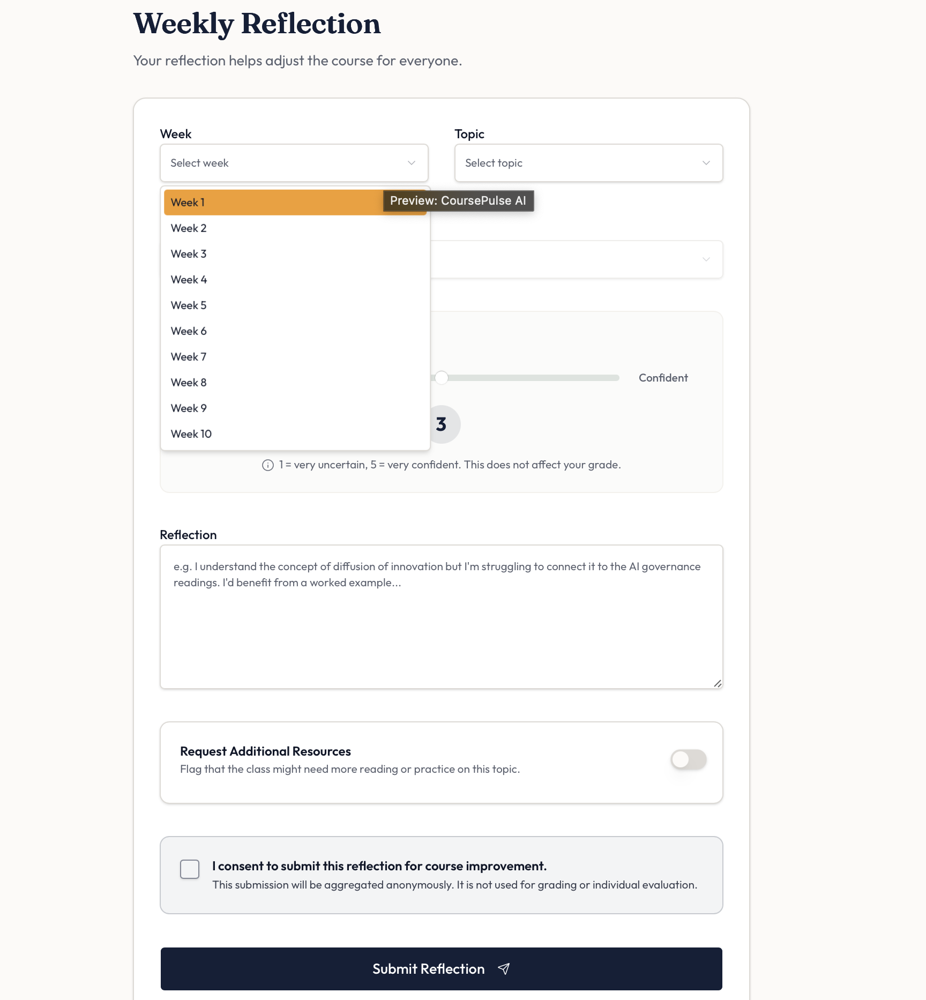 Weekly Reflection
Your reflection helps adjust the course for everyone.
Week
Topic
Select week
Select topic
Week 1
Preview: CoursePulse AI
Week 2
Week 3
Week 4
Week 5
Week 6
Week 7
Confident
Week 8
Week 9
3
Week 10
1 = very uncertain, 5 = very confident. This does not affect your grade.
Reflection
e.g. I understand the concept of diffusion of innovation but I'm struggling to connect it to the AI governance
readings. I'd benefit from a worked example...
Request Additional Resources
Flag that the class might need more reading or practice on this topic.
I consent to submit this reflection for course improvement.
This submission will be aggregated anonymously. It is not used for grading or individual evaluation.
Submit Reflection